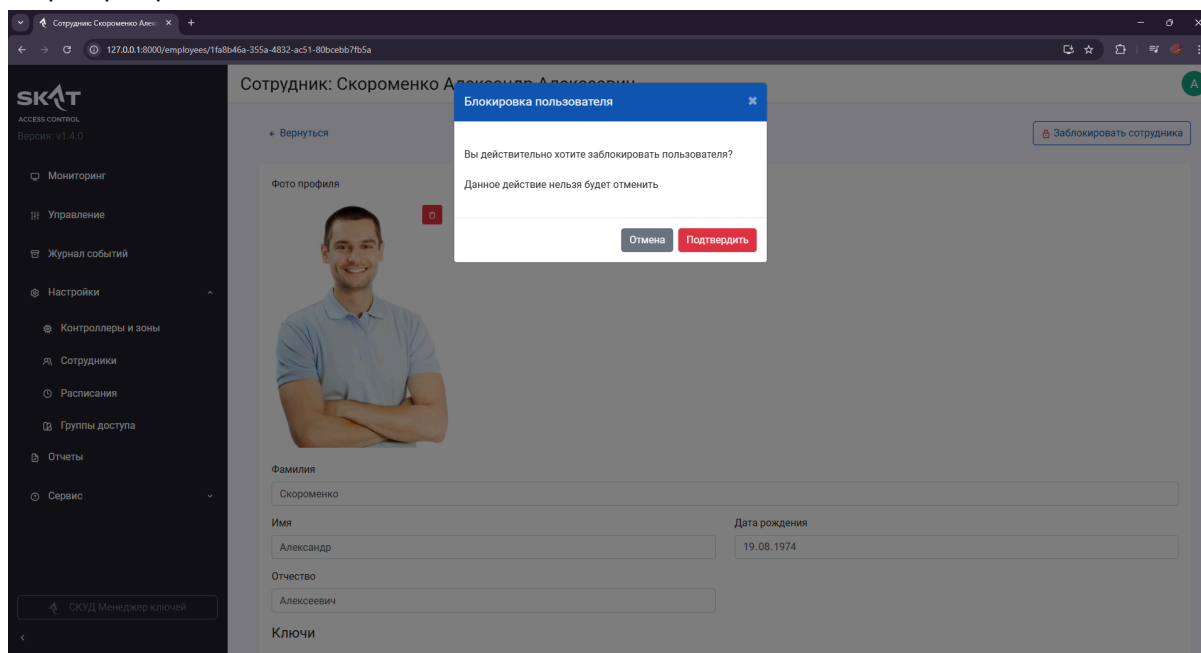 Сотрудник: Скороменко Алек
127.0.0.1:8000/employees/1fa8b46a-355a-4832-ac51-80bcebb7fb5a
SKAT
ACCESS CONTROL
Версия: v1.4.0
Мониторинг
Управление
Журнал событий
Настройки
Контроллеры и зоны
Сотрудники
Расписания
Группы доступа
Отчеты
Сервис
СКУД Менеджер ключей
Сотрудник: Скороменко Александр Алексеевич
А
Вернуться
Заблокировать сотрудника
Блокировка пользователя
Вы действительно хотите заблокировать пользователя?
Данное действие нельзя будет отменить
Отмена Подтвердить
Фото профиля
Фамилия
Скороменко
Имя
Александр
Дата рождения
19.08.1974
Отчество
Алексеевич
Ключи